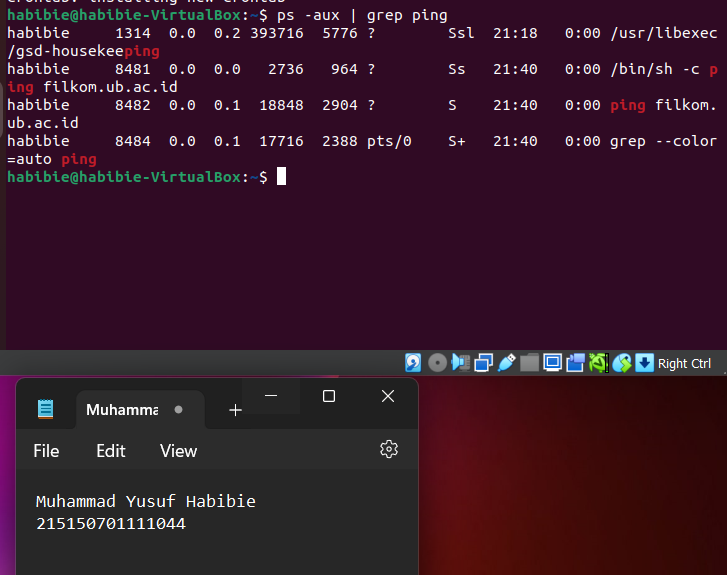 crontab: installing new crontab
habibie@habibie-VirtualBox:~$ ps -aux | grep ping
habibie     1314  0.0  0.2 393716  5776 ?        Ssl  21:18   0:00 /usr/libexec
/gsd-housekeeping
habibie     8481  0.0  0.0   2736   964 ?        Ss   21:40   0:00 /bin/sh -c p
ing filkom.ub.ac.id
habibie     8482  0.0  0.1  18848  2904 ?        S    21:40   0:00 ping filkom.
ub.ac.id
habibie     8484  0.0  0.1  17716  2388 pts/0    S+   21:40   0:00 grep --color
=auto ping
habibie@habibie-VirtualBox:~$
Right Ctrl
Muhamma
File Edit View
Muhammad Yusuf Habibie
215150701111044